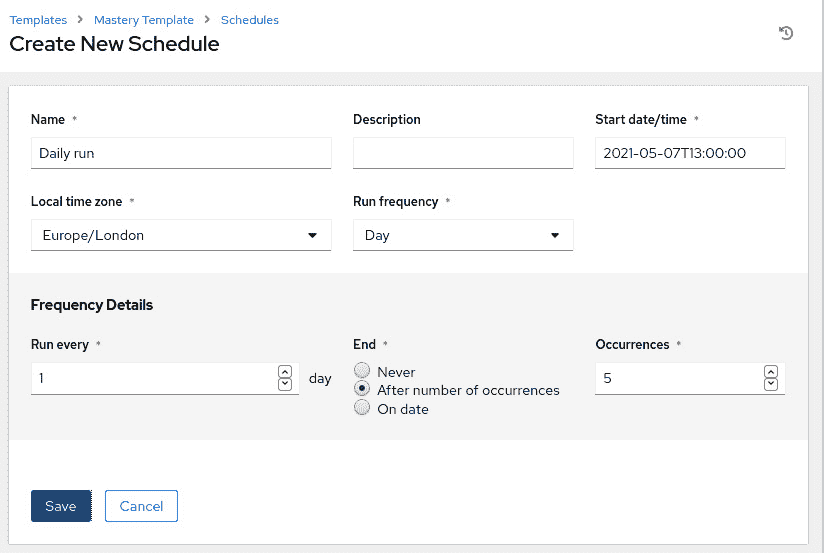 Templates > Mastery Template > Schedules
Create New Schedule
Name * Description Start date/time *
Daily run 2021-05-07T13:00:00
Local time zone * Run frequency *
Europe/London Day
Frequency Details
Run every * End * Occurrences *
1 day Never 5
After number of occurrences
On date
Save Cancel